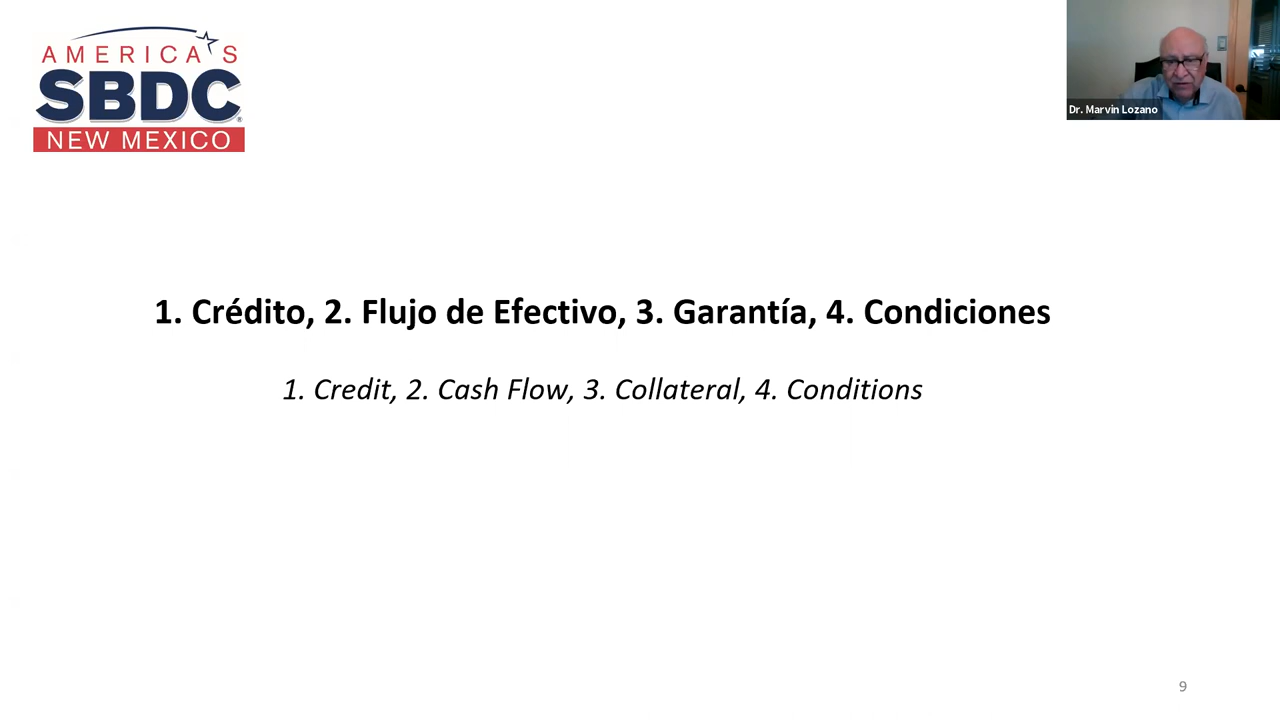 AMERICA'S
SBDC
NEW MEXICO
Dr. Marvin Lozano
1. Crédito, 2. Flujo de Efectivo, 3. Garantía, 4. Condiciones
1. Credit, 2. Cash Flow, 3. Collateral, 4. Conditions
9